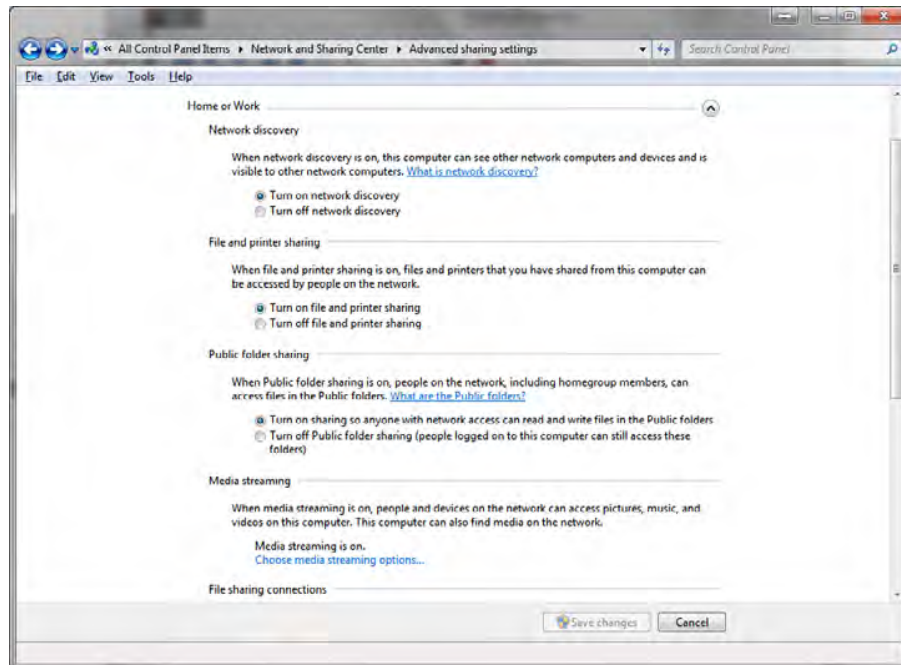 « All Control Panel Items ▸ Network and Sharing Center ▸ Advanced sharing settings
Search Control Panel
File Edit View Tools Help
Home or Work
Network discovery
When network discovery is on, this computer can see other network computers and devices and is
visible to other network computers. What is network discovery?
Turn on network discovery
Turn off network discovery
File and printer sharing
When file and printer sharing is on, files and printers that you have shared from this computer can
be accessed by people on the network.
Turn on file and printer sharing
Turn off file and printer sharing
Public folder sharing
When Public folder sharing is on, people on the network, including homegroup members, can
access files in the Public folders. What are the Public folders?
Turn on sharing so anyone with network access can read and write files in the Public folders
Turn off Public folder sharing (people logged on to this computer can still access these
folders)
Media streaming
When media streaming is on, people and devices on the network can access pictures, music, and
videos on this computer. This computer can also find media on the network.
Media streaming is on.
Choose media streaming options...
File sharing connections
Save changes Cancel